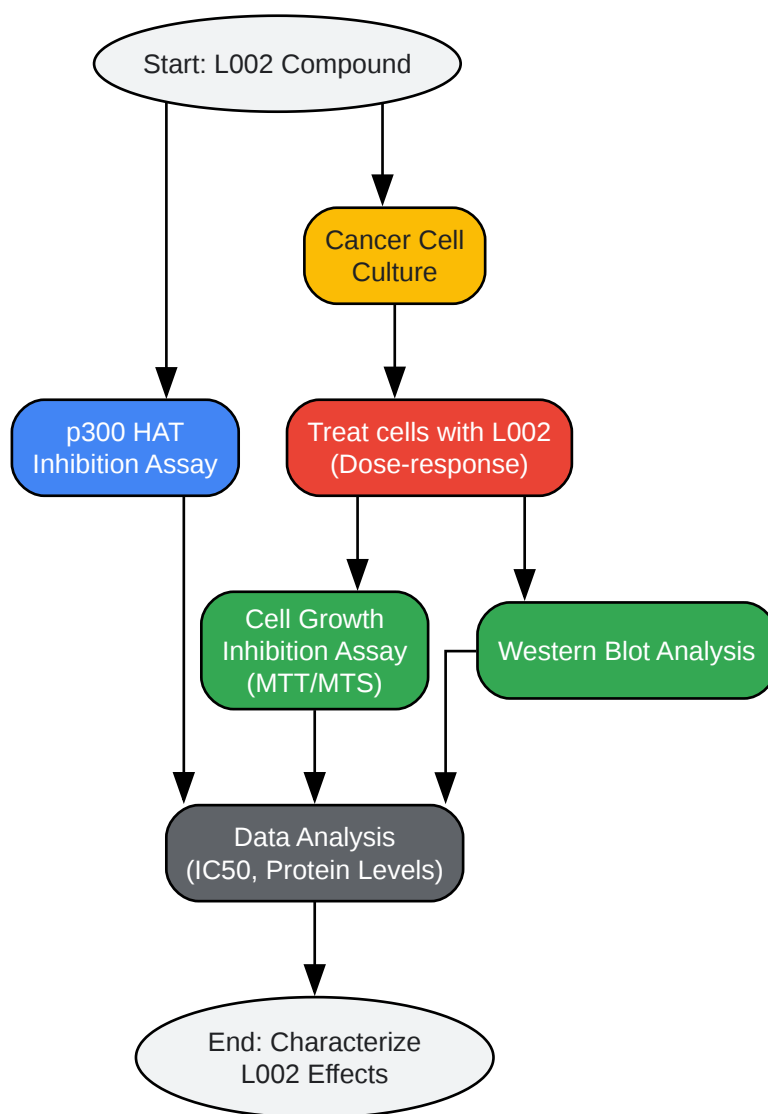 Start: L002 Compound
Cancer Cell
Culture
p300 HAT
Inhibition Assay
Treat cells with L002
(Dose-response)
Cell Growth
Inhibition Assay
(MTT/MTS)
Western Blot Analysis
Data Analysis
(IC50, Protein Levels)
End: Characterize
L002 Effects